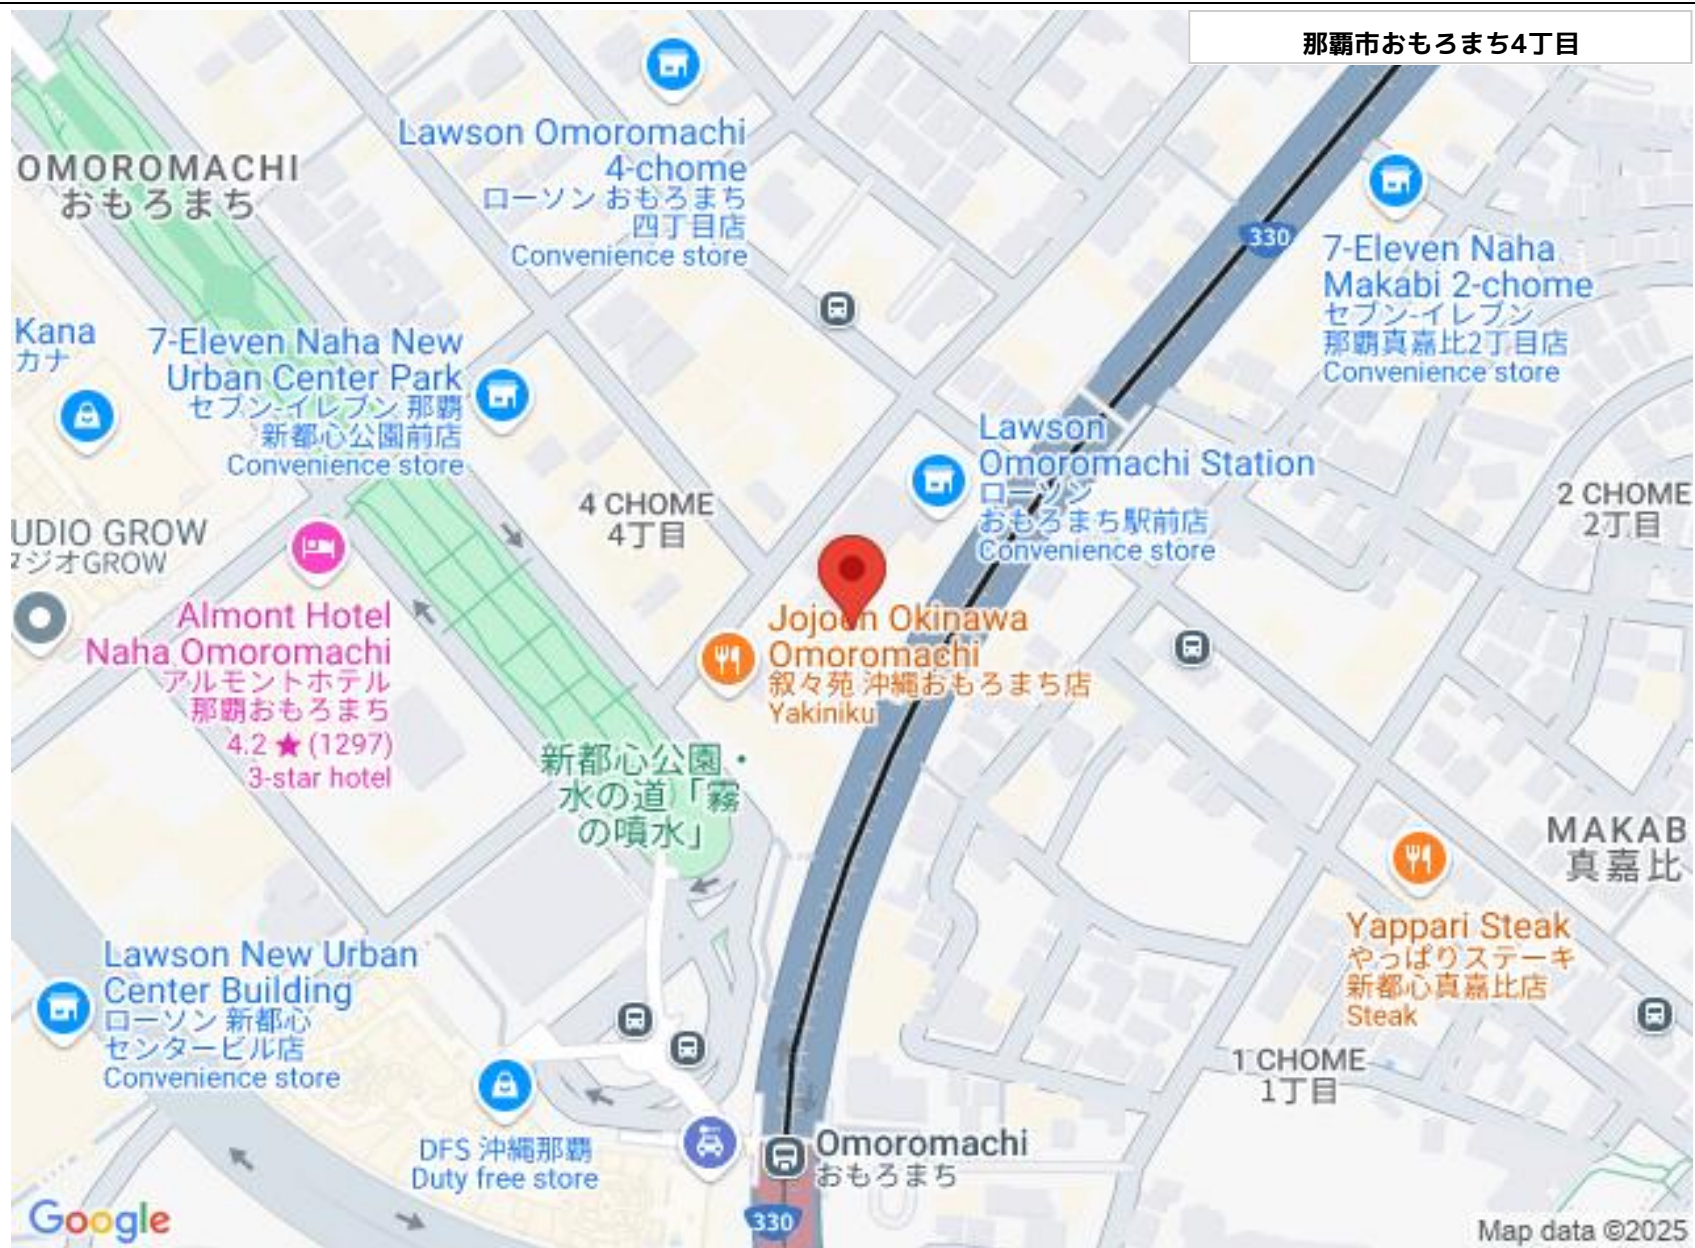 那覇市おもろまち4丁目
Lawson Omoromachi
4-chome
ローソン おもろまち
四丁目店
Convenience store
OMOROMACHI
おもろまち
330
7-Eleven Naha
Makabi 2-chome
セブン-イレブン
那覇真嘉比2丁目店
Convenience store
Kana
カナ
7-Eleven Naha New
Urban Center Park
セブン-イレブン 那覇
新都心公園前店
Convenience store
Lawson
Omoromachi Station
ローソン
おもろまち駅前店
Convenience store
4 CHOME
4丁目
2 CHOME
2丁目
UDIO GROW
タジオGROW
Almont Hotel
Naha Omoromachi
アルモントホテル
那覇おもろまち
4.2 ★ (1297)
3-star hotel
Jojoen Okinawa
Omoromachi
叙々苑 沖縄おもろまち店
Yakiniku
新都心公園・
水の道「霧
の噴水」
MAKAB
真嘉比
Yappari Steak
やっぱりステーキ
新都心真嘉比店
Steak
Lawson New Urban
Center Building
ローソン 新都心
センタービル店
Convenience store
1 CHOME
1丁目
DFS 沖縄那覇
Duty free store
Omoromachi
おもろまち
330
Google
Map data ©2025